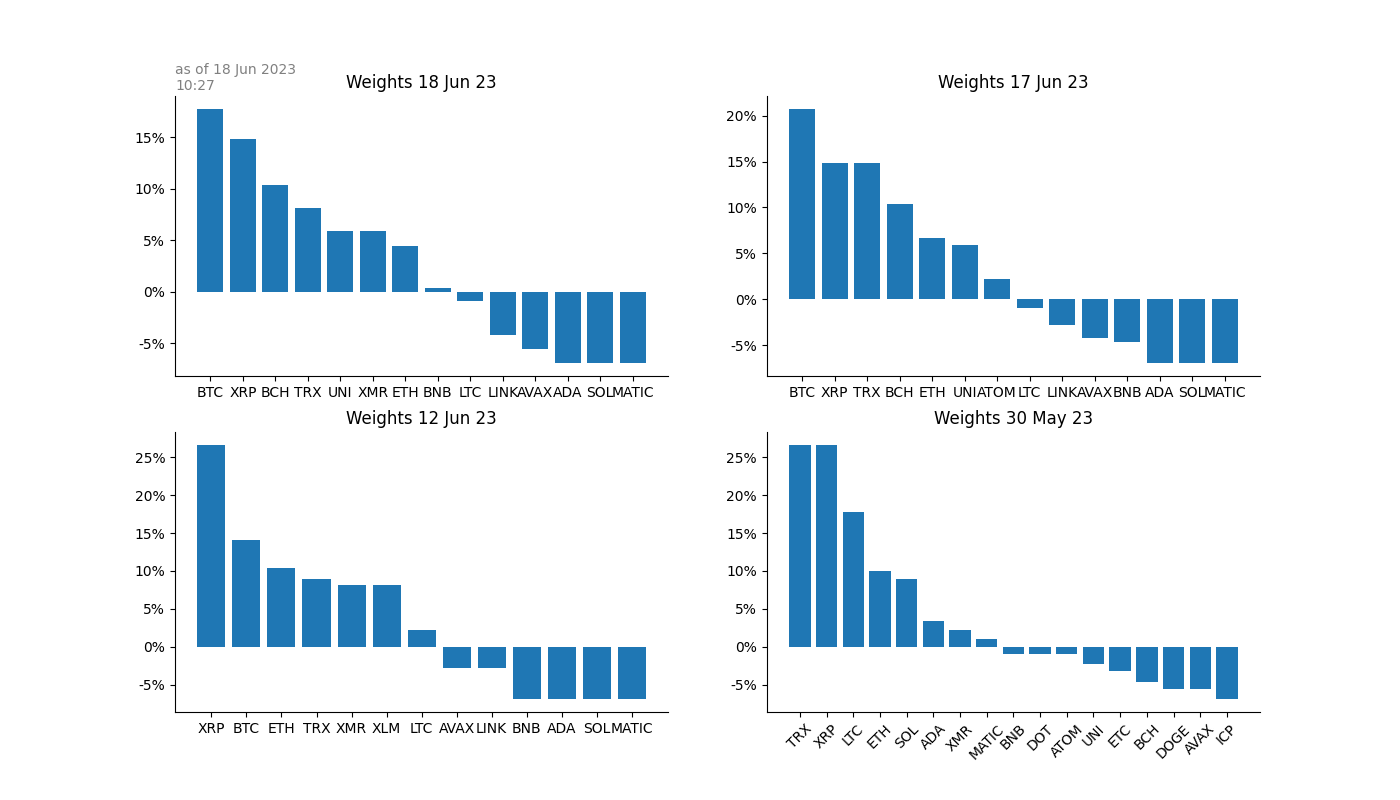 as of 18 Jun 2023
10:27
Weights 18 Jun 23
15%
10%
5%
0%
-5%
BTC XRP BCH TRX UNI XMR ETH BNB LTC LINK AVAX ADA SOL MATIC
Weights 17 Jun 23
20%
15%
10%
5%
0%
-5%
BTC XRP TRX BCH ETH UNI ATOM LTC LINK AVAX BNB ADA SOL MATIC
Weights 12 Jun 23
25%
20%
15%
10%
5%
0%
-5%
XRP BTC ETH TRX XMR XLM LTC AVAX LINK BNB ADA SOL MATIC
Weights 30 May 23
25%
20%
15%
10%
5%
0%
-5%
TRX XRP LTC ETH SOL ADA XMR MATIC BNB DOT ATOM UNI ETC BCH DOGE AVAX ICP